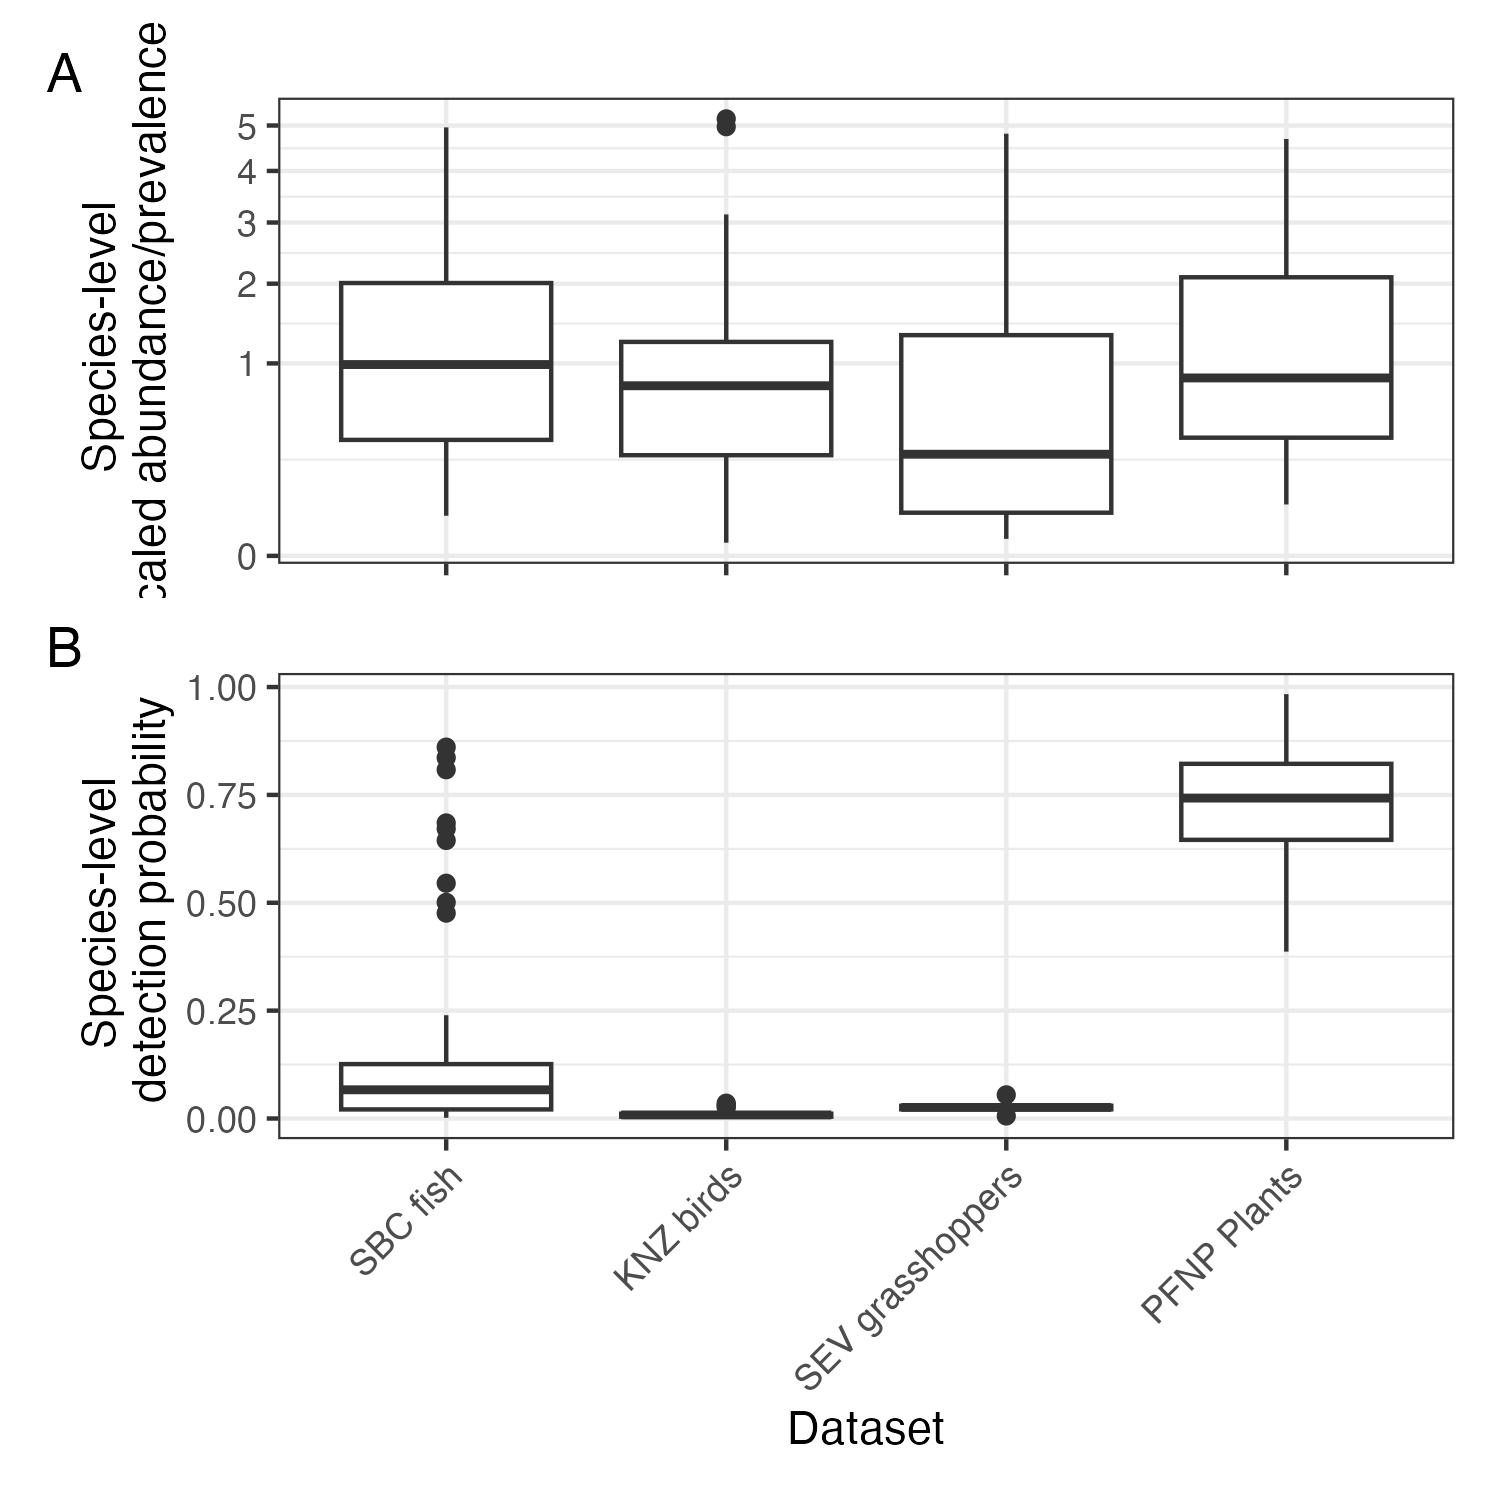 A
Species-level
caled abundance/prevalence
5
4
3
2
1
0
B
Species-level
detection probability
1.00
0.75
0.50
0.25
0.00
SBC fish
KNZ birds
SEV grasshoppers
PFNP Plants
Dataset